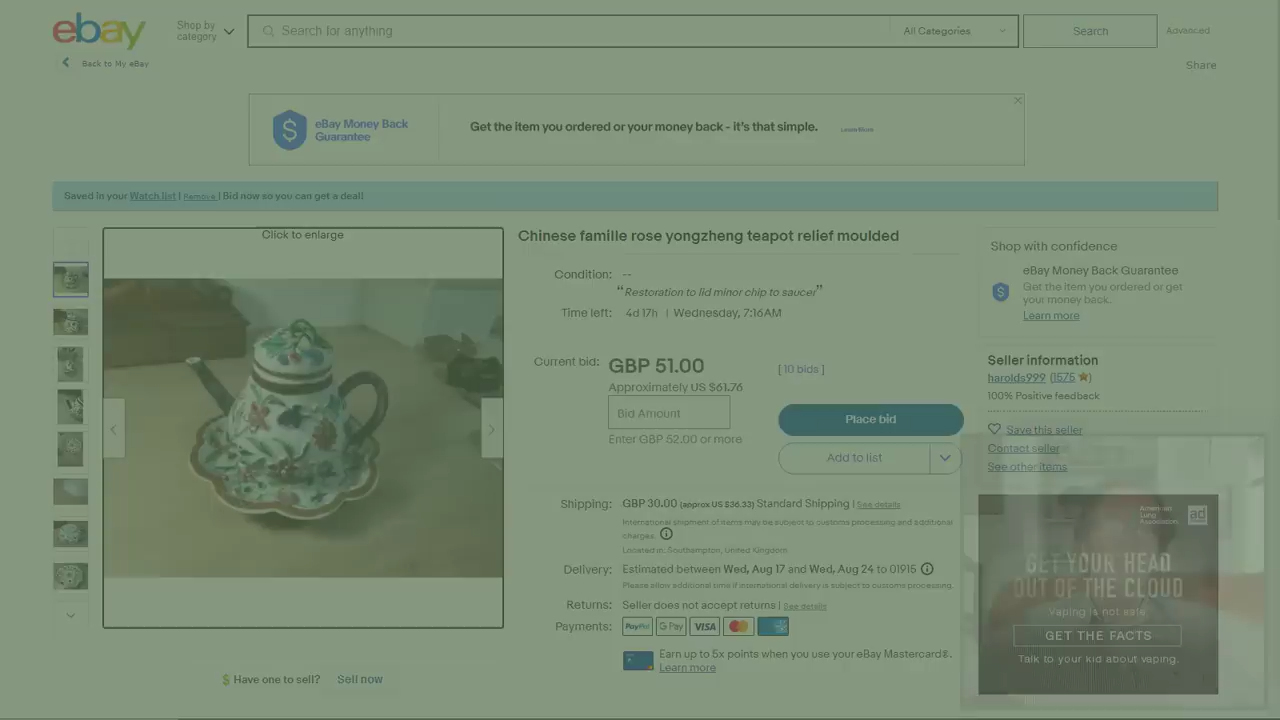 ebay
Shop by
category
Search for anything
All Categories
Search
Advanced
Back to My eBay
Share
eBay Money Back
Guarantee
Get the item you ordered or your money back - it's that simple.
Learn More
Saved in your Watch list | Remove | Bid now so you can get a deal!
Click to enlarge
Chinese famille rose yongzheng teapot relief moulded
Condition: --
“Restoration to lid minor chip to saucer”
Time left: 4d 17h | Wednesday, 7:16AM
Current bid: GBP 51.00
[ 10 bids ]
Approximately US $61.76
Bid Amount
Place bid
Enter GBP 52.00 or more
Add to list
Shipping: GBP 30.00 (approx US $36.33) Standard Shipping | See details
International shipment of items may be subject to customs processing and additional
charges.
Located in: Southampton, United Kingdom
Delivery: Estimated between Wed, Aug 17 and Wed, Aug 24 to 01915
Please allow additional time if international delivery is subject to customs processing.
Returns: Seller does not accept returns | See details
Payments: PayPal G Pay VISA
Earn up to 5x points when you use your eBay Mastercard®.
Learn more
Shop with confidence
eBay Money Back Guarantee
Get the item you ordered or get
your money back.
Learn more
Seller information
harolds999 (1575 )
100% Positive feedback
Save this seller
Contact seller
See other items
American
Lung
Association.
ad
GET YOUR HEAD
OUT OF THE CLOUD
Vaping is not safe.
GET THE FACTS
Talk to your kid about vaping.
Have one to sell? Sell now